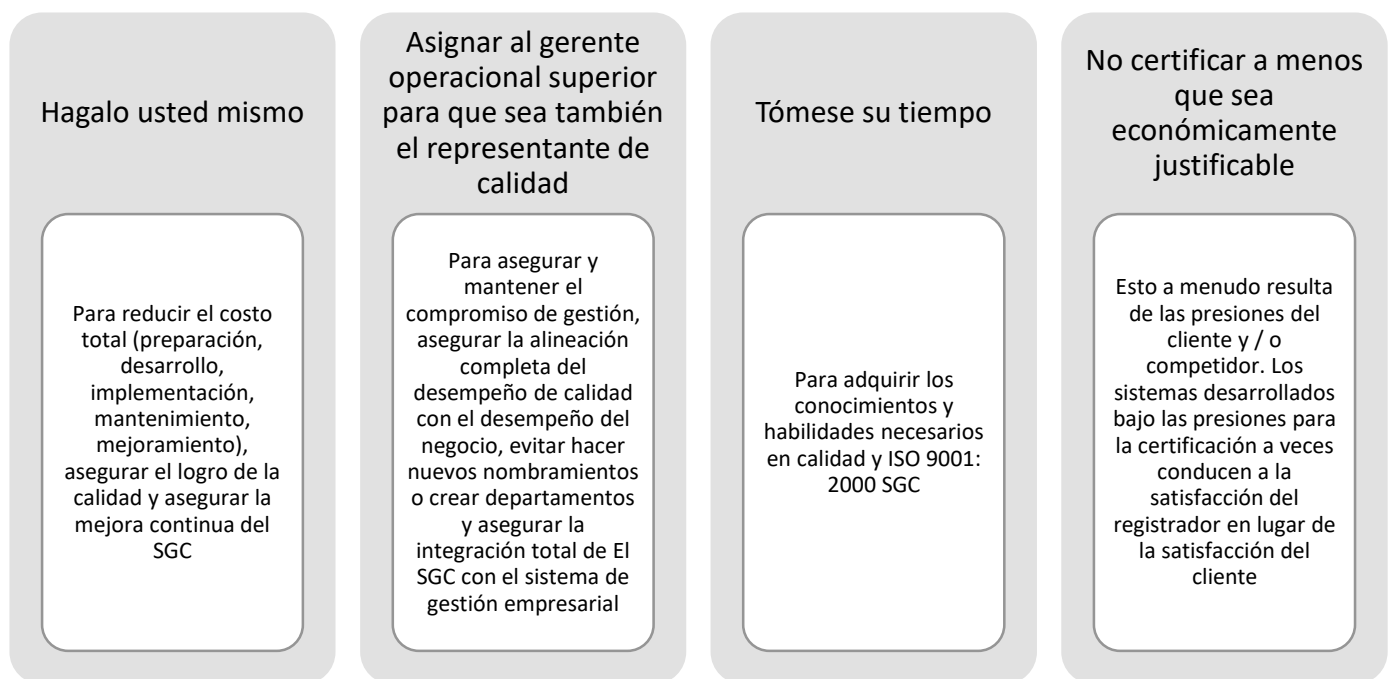 Hagalo usted mismo
Para reducir el costo
total (preparación,
desarrollo,
implementación,
mantenimiento,
mejoramiento),
asegurar el logro de la
calidad y asegurar la
mejora continua del
SGC
Asignar al gerente
operacional superior
para que sea también
el representante de
calidad
Para asegurar y
mantener el
compromiso de gestión,
asegurar la alineación
completa del
desempeño de calidad
con el desempeño del
negocio, evitar hacer
nuevos nombramientos
o crear departamentos
y asegurar la
integración total de El
SGC con el sistema de
gestión empresarial
Tómese su tiempo
Para adquirir los
conocimientos y
habilidades necesarios
en calidad y ISO 9001:
2000 SGC
No certificar a menos
que sea
económicamente
justificable
Esto a menudo resulta
de las presiones del
cliente y / o
competidor. Los
sistemas desarrollados
bajo las presiones para
la certificación a veces
conducen a la
satisfacción del
registrador en lugar de
la satisfacción del
cliente